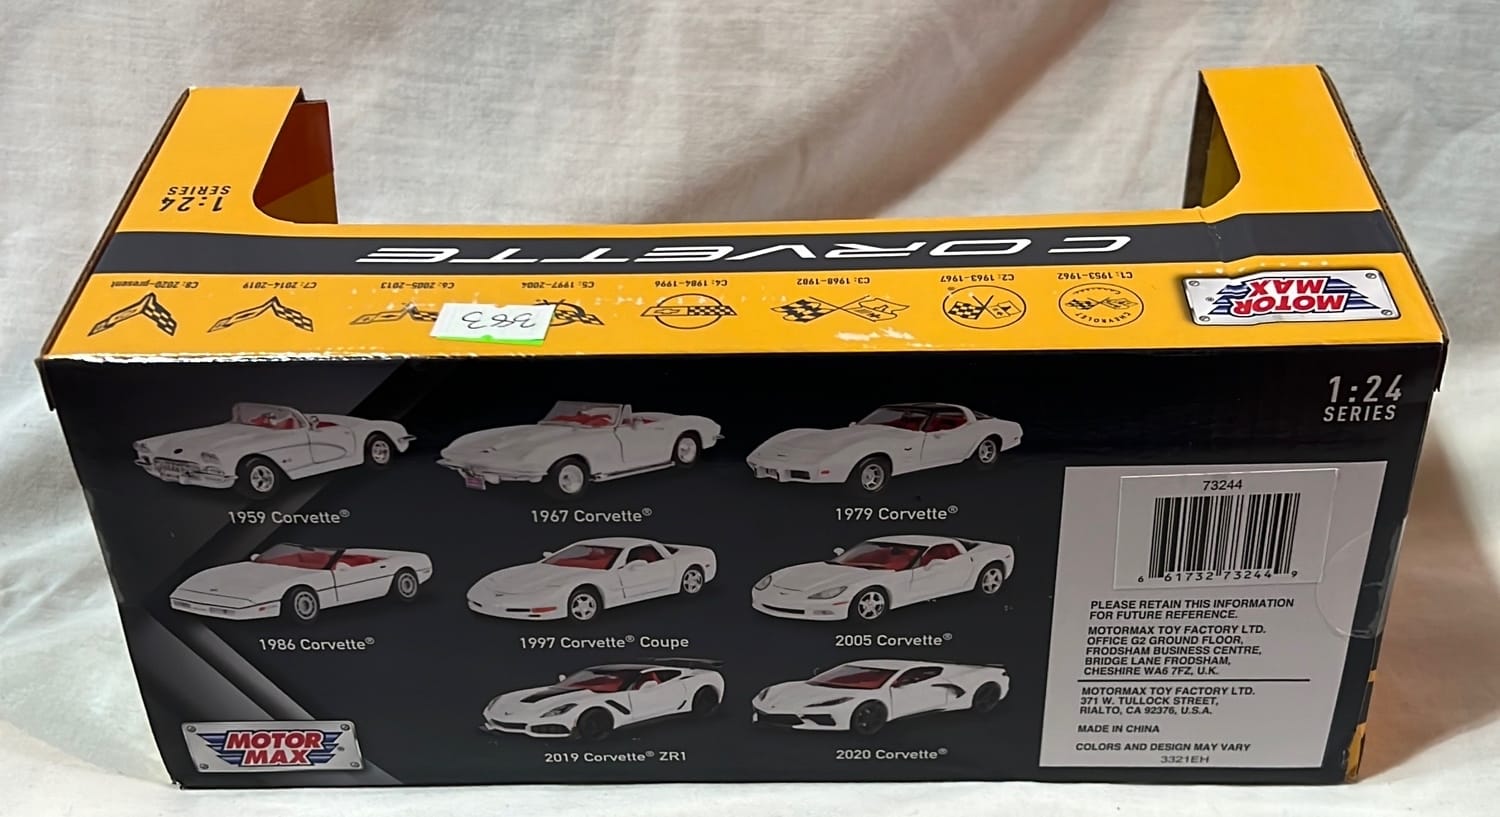 1:24
SERIES
CORVETTE
C8: 2020-present
C7: 2014-2019
C6: 2005-2013
C5: 1997-2004
C4: 1984-1996
C3: 1968-1982
C2: 1963-1967
C1: 1953-1962
CHEVROLET
383
MOTOR
MAX
1:24
SERIES
1959 Corvette®
1967 Corvette®
1979 Corvette®
1986 Corvette®
1997 Corvette® Coupe
2005 Corvette®
2019 Corvette® ZR1
2020 Corvette®
MOTOR
MAX
73244
6 61732 73244 9
PLEASE RETAIN THIS INFORMATION
FOR FUTURE REFERENCE.
MOTORMAX TOY FACTORY LTD.
OFFICE G2 GROUND FLOOR,
FRODSHAM BUSINESS CENTRE,
BRIDGE LANE FRODSHAM,
CHESHIRE WA6 7FZ, U.K.
MOTORMAX TOY FACTORY LTD.
371 W. TULLOCK STREET,
RIALTO, CA 92376, U.S.A.
MADE IN CHINA
COLORS AND DESIGN MAY VARY
3321EH